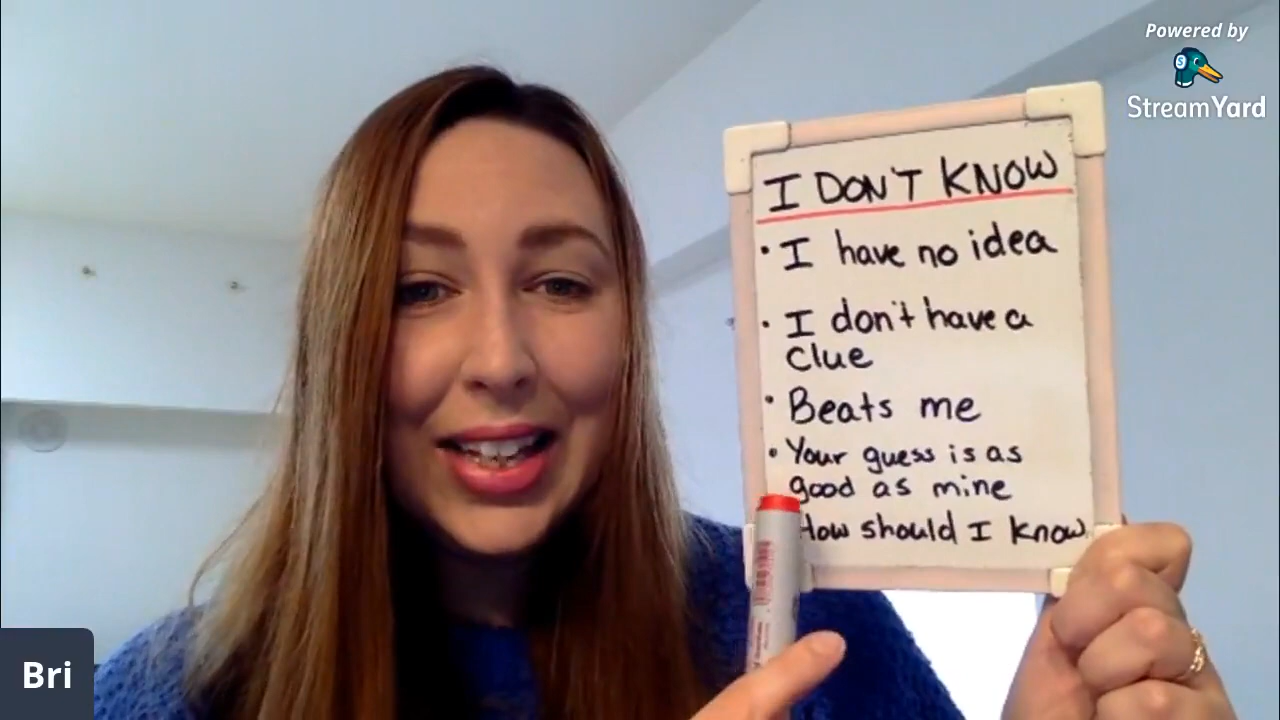 Powered by
StreamYard
I DON'T KNOW
• I have no idea
• I don't have a
clue
• Beats me
• Your guess is as
good as mine
How should I know
Bri